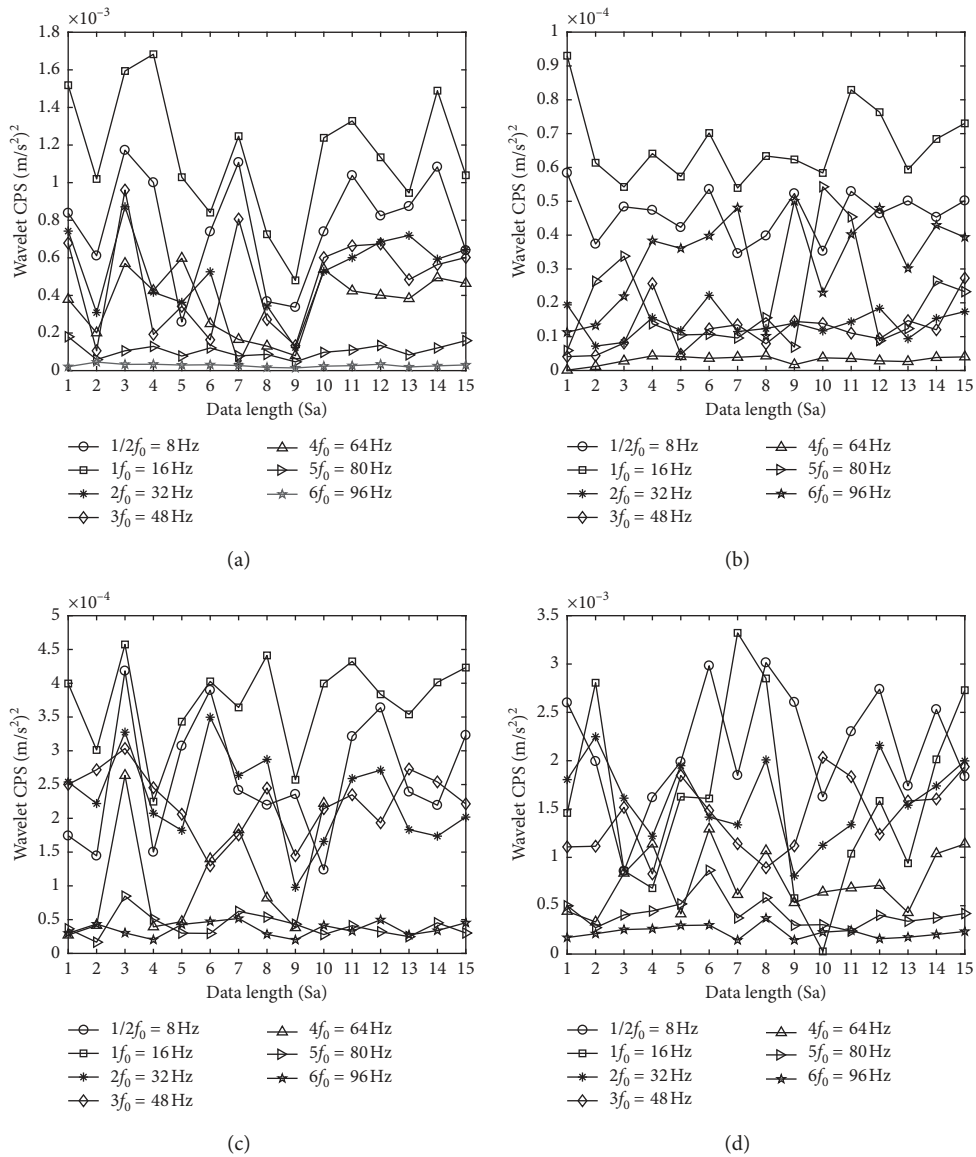 ×10⁻³
1.8
1.6
1.4
1.2
1
0.8
0.6
0.4
0.2
0
Wavelet CPS (m/s²)²
1 2 3 4 5 6 7 8 9 10 11 12 13 14 15
Data length (Sa)
1/2f₀ = 8 Hz
1f₀ = 16 Hz
2f₀ = 32 Hz
3f₀ = 48 Hz
4f₀ = 64 Hz
5f₀ = 80 Hz
6f₀ = 96 Hz
(a)
×10⁻⁴
1
0.9
0.8
0.7
0.6
0.5
0.4
0.3
0.2
0.1
0
Wavelet CPS (m/s²)²
1 2 3 4 5 6 7 8 9 10 11 12 13 14 15
Data length (Sa)
1/2f₀ = 8 Hz
1f₀ = 16 Hz
2f₀ = 32 Hz
3f₀ = 48 Hz
4f₀ = 64 Hz
5f₀ = 80 Hz
6f₀ = 96 Hz
(b)
×10⁻⁴
5
4.5
4
3.5
3
2.5
2
1.5
1
0.5
0
Wavelet CPS (m/s²)²
1 2 3 4 5 6 7 8 9 10 11 12 13 14 15
Data length (Sa)
1/2f₀ = 8 Hz
1f₀ = 16 Hz
2f₀ = 32 Hz
3f₀ = 48 Hz
4f₀ = 64 Hz
5f₀ = 80 Hz
6f₀ = 96 Hz
(c)
×10⁻³
3.5
3
2.5
2
1.5
1
0.5
0
Wavelet CPS (m/s²)²
1 2 3 4 5 6 7 8 9 10 11 12 13 14 15
Data length (Sa)
1/2f₀ = 8 Hz
1f₀ = 16 Hz
2f₀ = 32 Hz
3f₀ = 48 Hz
4f₀ = 64 Hz
5f₀ = 80 Hz
6f₀ = 96 Hz
(d)